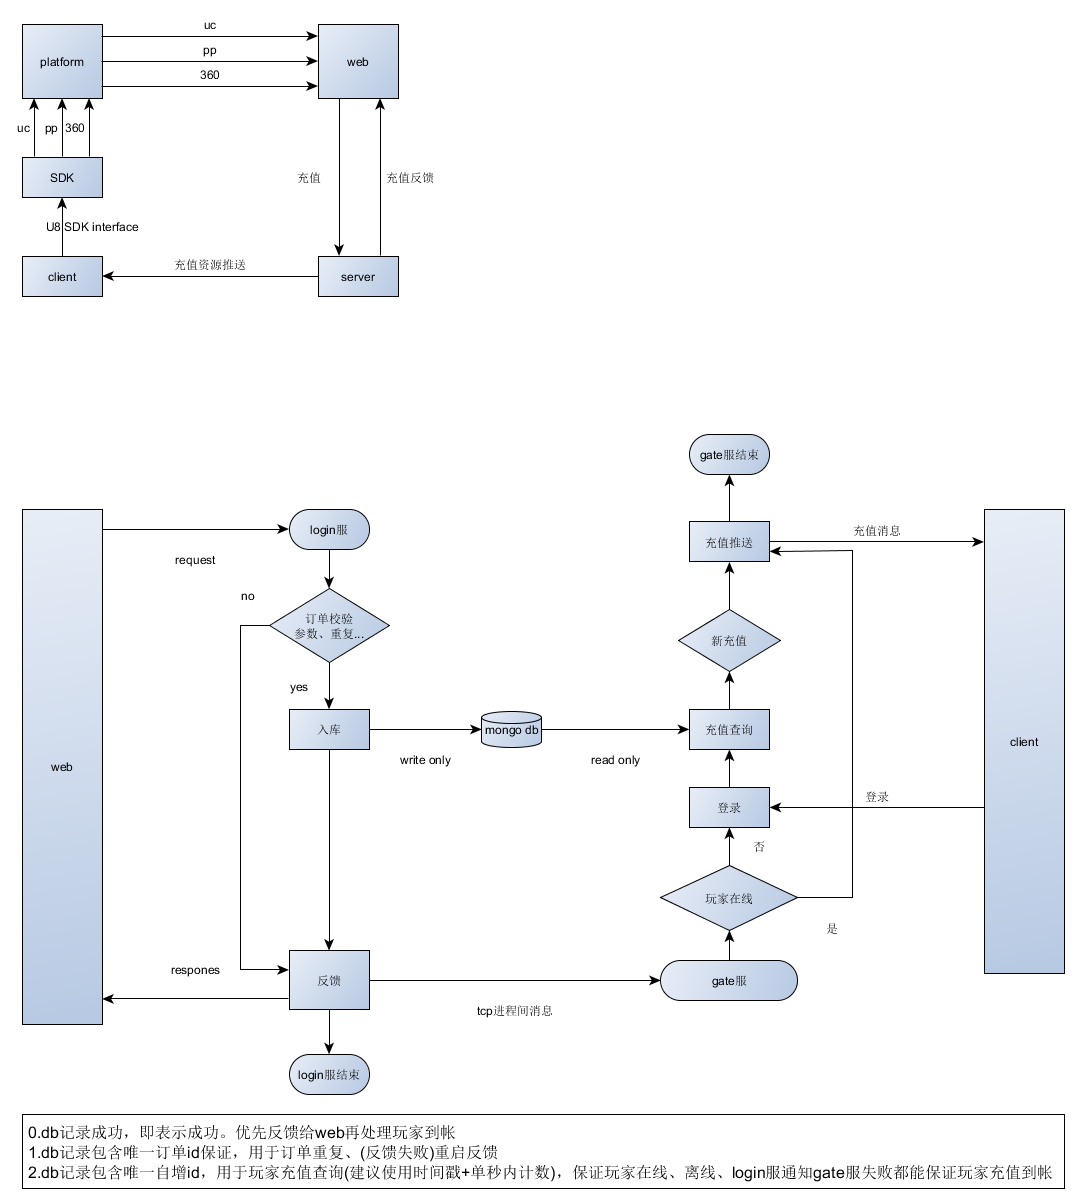 uc
platform
pp
web
360
uc
pp
360
SDK
充值
充值反馈
U8 SDK interface
充值资源推送
client
server
gate服结束
login服
充值推送
充值消息
request
no
订单校验
参数、重复...
新充值
yes
入库
mongo db
充值查询
write only
read only
web
client
登录
登录
否
玩家在线
是
respones
反馈
gate服
tcp进程间消息
login服结束
0.db记录成功，即表示成功。优先反馈给web再处理玩家到帐
1.db记录包含唯一订单id保证，用于订单重复、(反馈失败)重启反馈
2.db记录包含唯一自增id，用于玩家充值查询(建议使用时间戳+单秒内计数)，保证玩家在线、离线、login服通知gate服失败都能保证玩家充值到帐